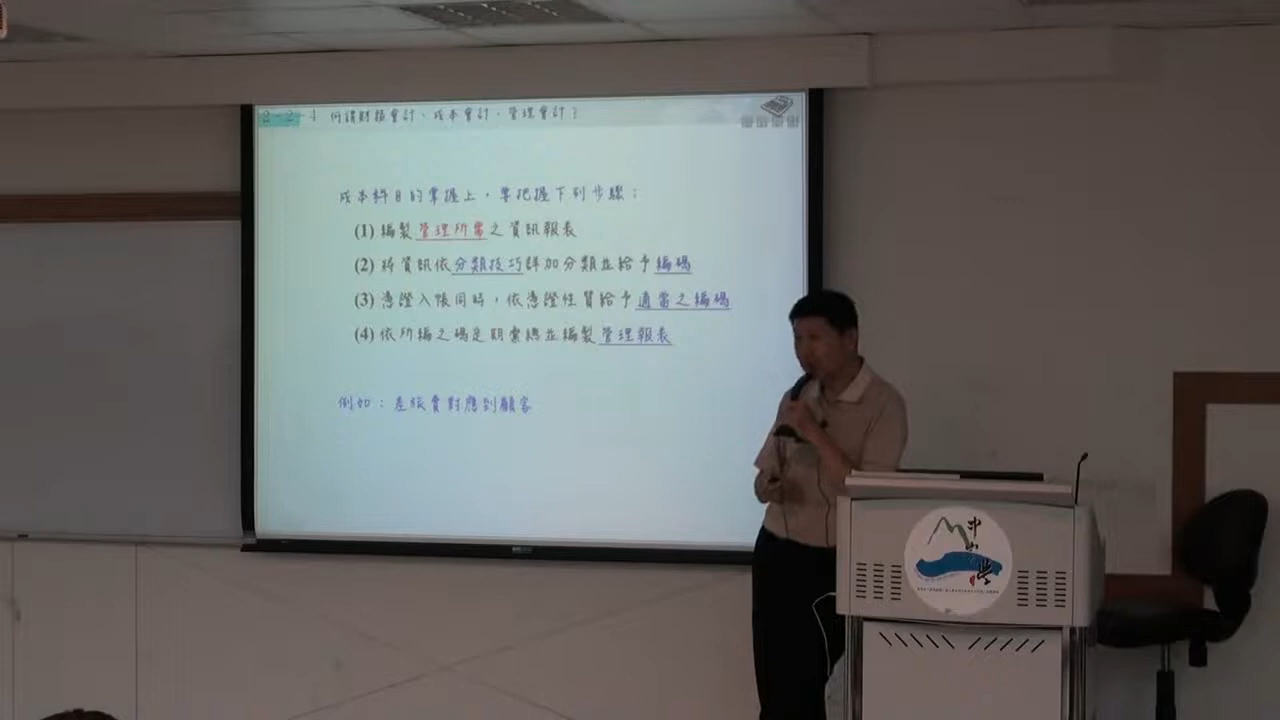 2-2-4 何謂財務會計、成本會計、管理會計?
成本科目的掌握上,要把握下列步驟:
(1) 編製管理所需之資訊報表
(2) 將資訊依分類技巧詳加分類並給予編碼
(3) 憑證入帳同時,依憑證性質給予適當之編碼
(4) 依所編之碼定期彙總並編製管理報表
例如:差旅費對應到顧客
中山大學